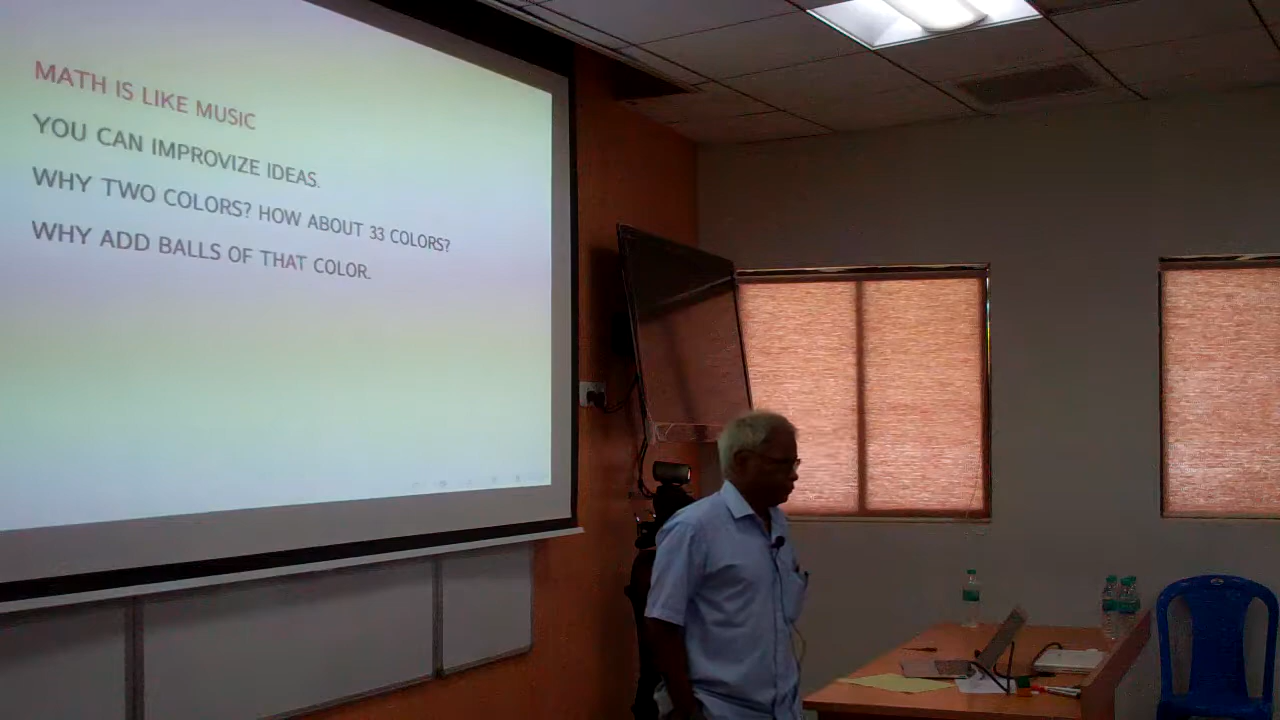 MATH IS LIKE MUSIC
YOU CAN IMPROVIZE IDEAS.
WHY TWO COLORS? HOW ABOUT 33 COLORS?
WHY ADD BALLS OF THAT COLOR.